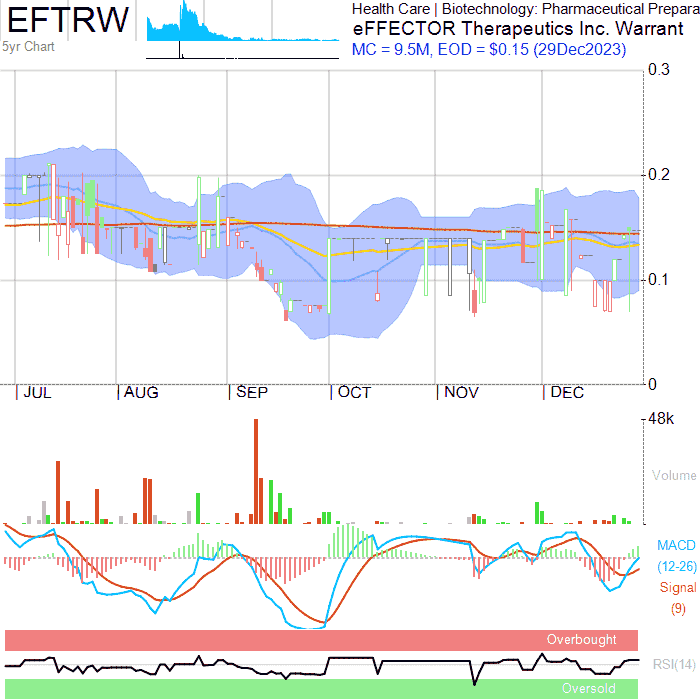 EFTRW
5yr Chart
Health Care | Biotechnology: Pharmaceutical Prepara
eFFECTOR Therapeutics Inc. Warrant
MC = 9.5M, EOD = $0.15 (29Dec2023)
0.3
0.2
0.1
0
JUL AUG SEP OCT NOV DEC
48K
Volume
MACD
(12-26)
Signal
(9)
Overbought
RSI(14)
Oversold